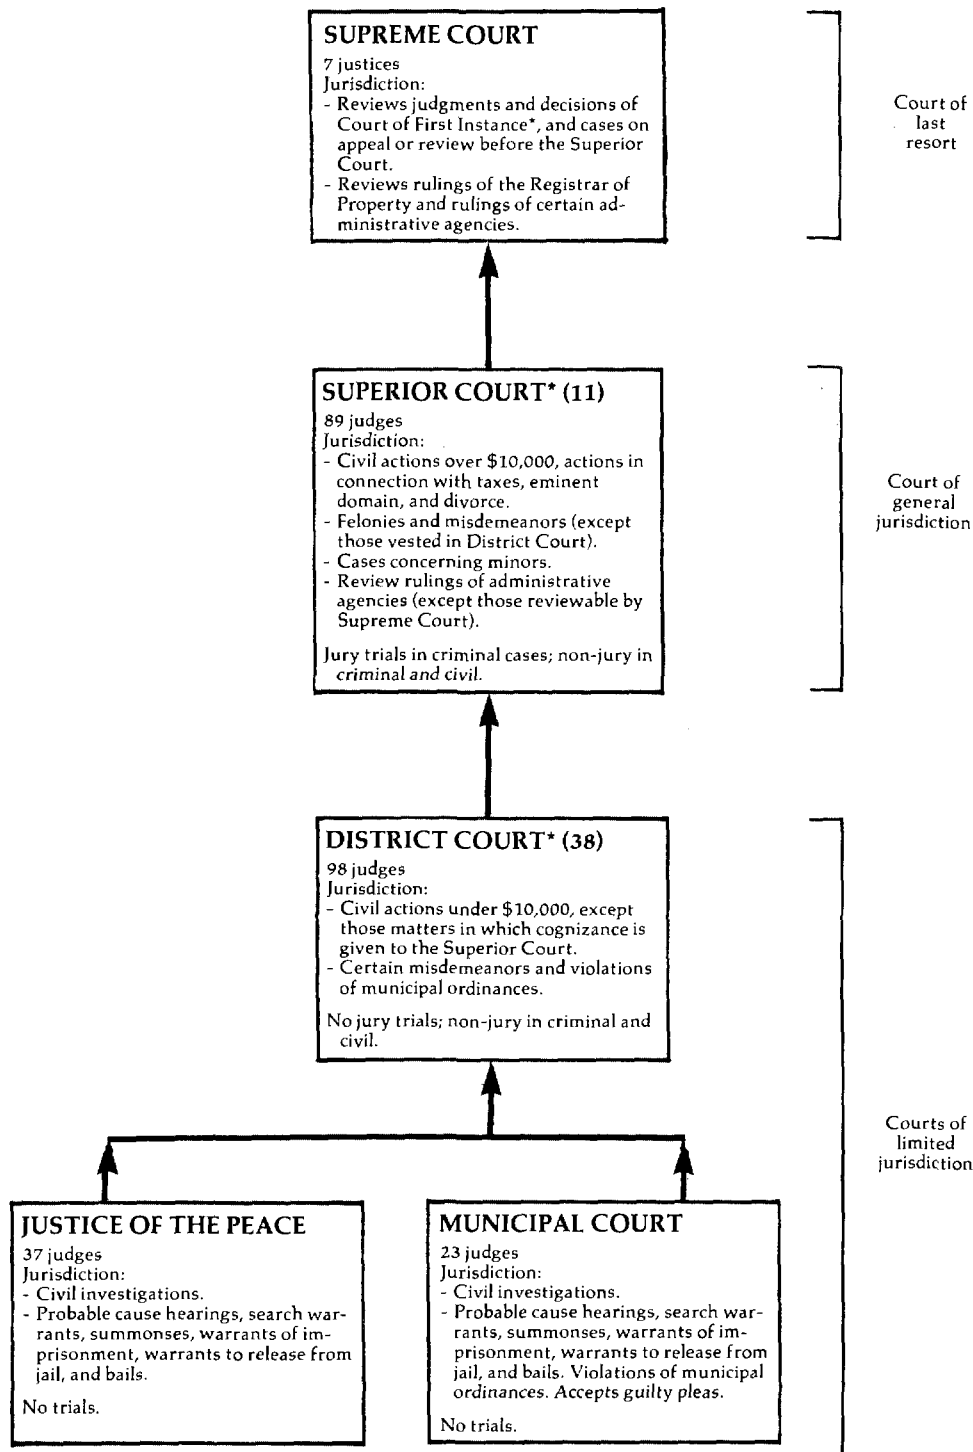 SUPREME COURT
7 justices
Jurisdiction:
- Reviews judgments and decisions of
Court of First Instance*, and cases on
appeal or review before the Superior
Court.
- Reviews rulings of the Registrar of
Property and rulings of certain ad-
ministrative agencies.
Court of
last
resort
SUPERIOR COURT* (11)
89 judges
Jurisdiction:
- Civil actions over $10,000, actions in
connection with taxes, eminent
domain, and divorce.
- Felonies and misdemeanors (except
those vested in District Court).
- Cases concerning minors.
- Review rulings of administrative
agencies (except those reviewable by
Supreme Court).
Jury trials in criminal cases; non-jury in
criminal and civil.
Court of
general
jurisdiction
DISTRICT COURT* (38)
98 judges
Jurisdiction:
- Civil actions under $10,000, except
those matters in which cognizance is
given to the Superior Court.
- Certain misdemeanors and violations
of municipal ordinances.
No jury trials; non-jury in criminal and
civil.
Courts of
limited
jurisdiction
JUSTICE OF THE PEACE
37 judges
Jurisdiction:
- Civil investigations.
- Probable cause hearings, search war-
rants, summonses, warrants of im-
prisonment, warrants to release from
jail, and bails.
No trials.
MUNICIPAL COURT
23 judges
Jurisdiction:
- Civil investigations.
- Probable cause hearings, search war-
rants, summonses, warrants of im-
prisonment, warrants to release from
jail, and bails. Violations of municipal
ordinances. Accepts guilty pleas.
No trials.